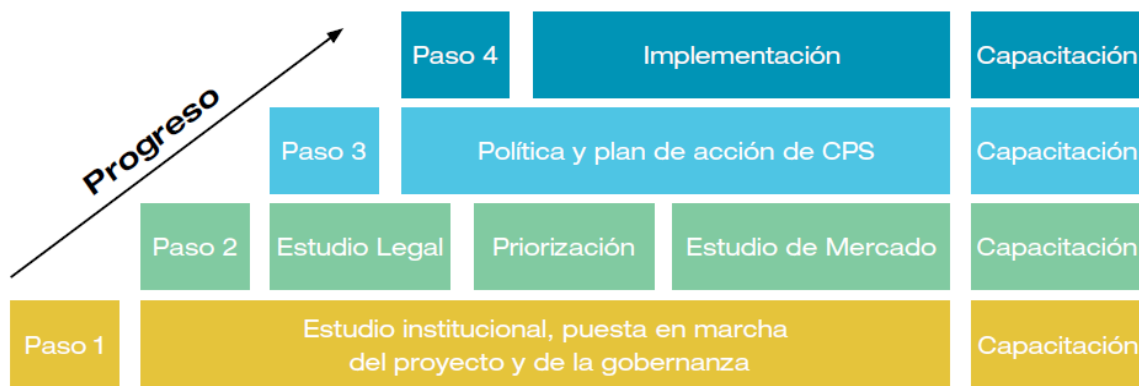 Progreso
Paso 4
Implementación
Capacitación
Paso 3
Política y plan de acción de CPS
Capacitación
Paso 2
Estudio Legal
Priorización
Estudio de Mercado
Capacitación
Paso 1
Estudio institucional, puesta en marcha
del proyecto y de la gobernanza
Capacitación